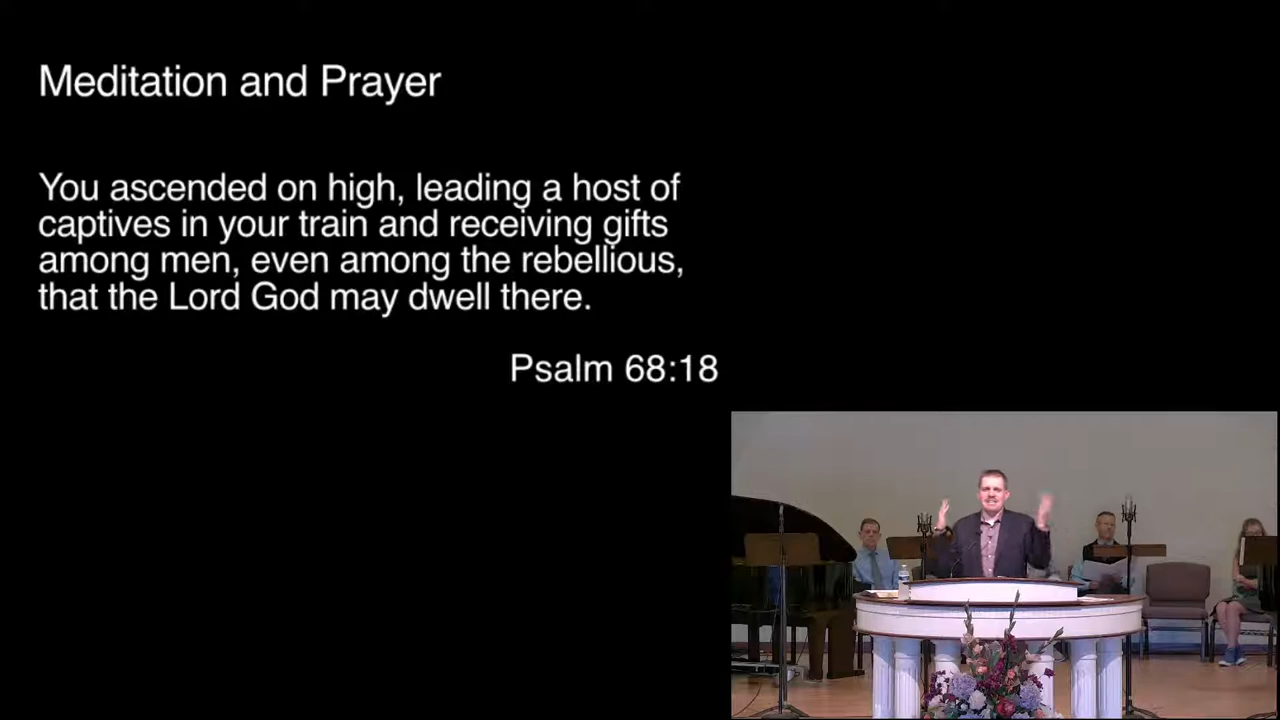 Meditation and Prayer
You ascended on high, leading a host of
captives in your train and receiving gifts
among men, even among the rebellious,
that the Lord God may dwell there.
Psalm 68:18